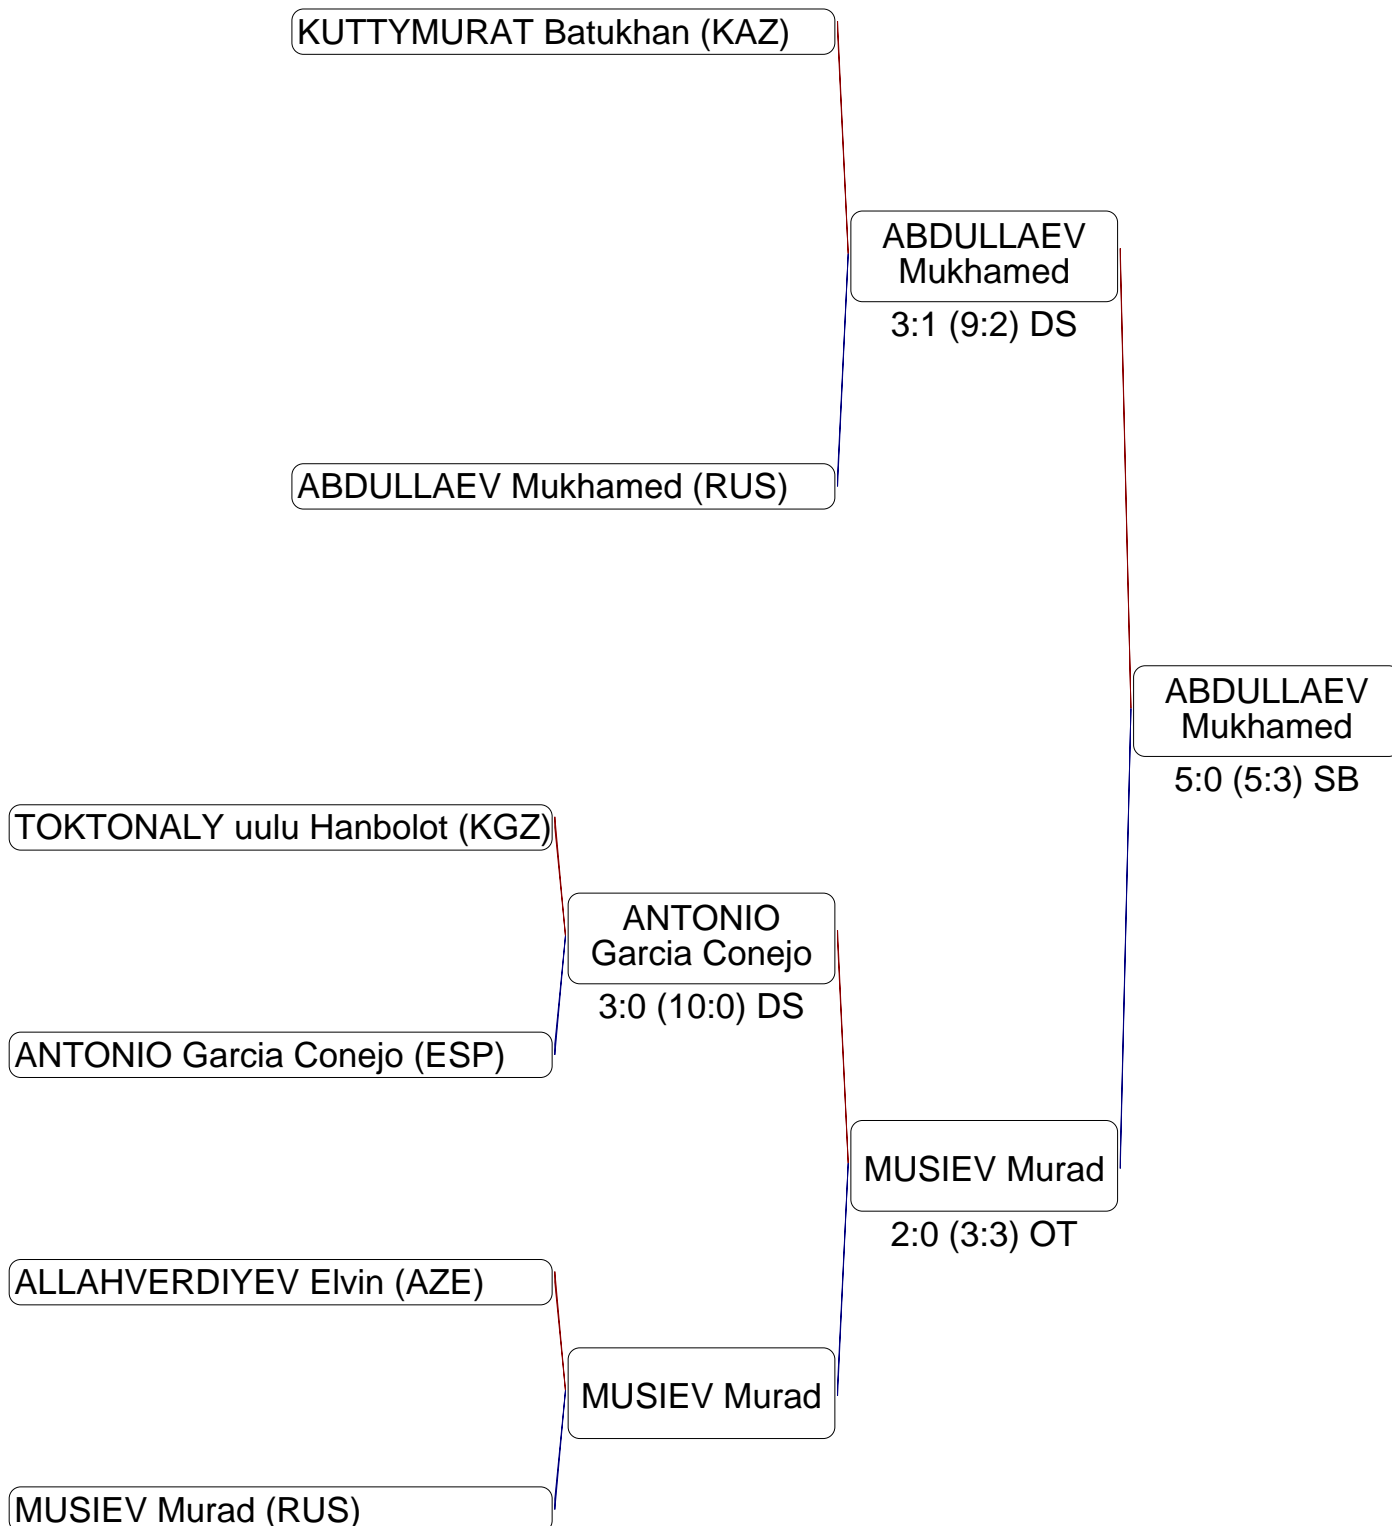 KUTTYMURAT Batukhan (KAZ)
ABDULLAEV
Mukhamed
3:1 (9:2) DS
ABDULLAEV Mukhamed (RUS)
ABDULLAEV
Mukhamed
5:0 (5:3) SB
TOKTONALY uulu Hanbolot (KGZ)
ANTONIO
Garcia Conejo
3:0 (10:0) DS
ANTONIO Garcia Conejo (ESP)
MUSIEV Murad
2:0 (3:3) OT
ALLAHVERDIYEV Elvin (AZE)
MUSIEV Murad
MUSIEV Murad (RUS)